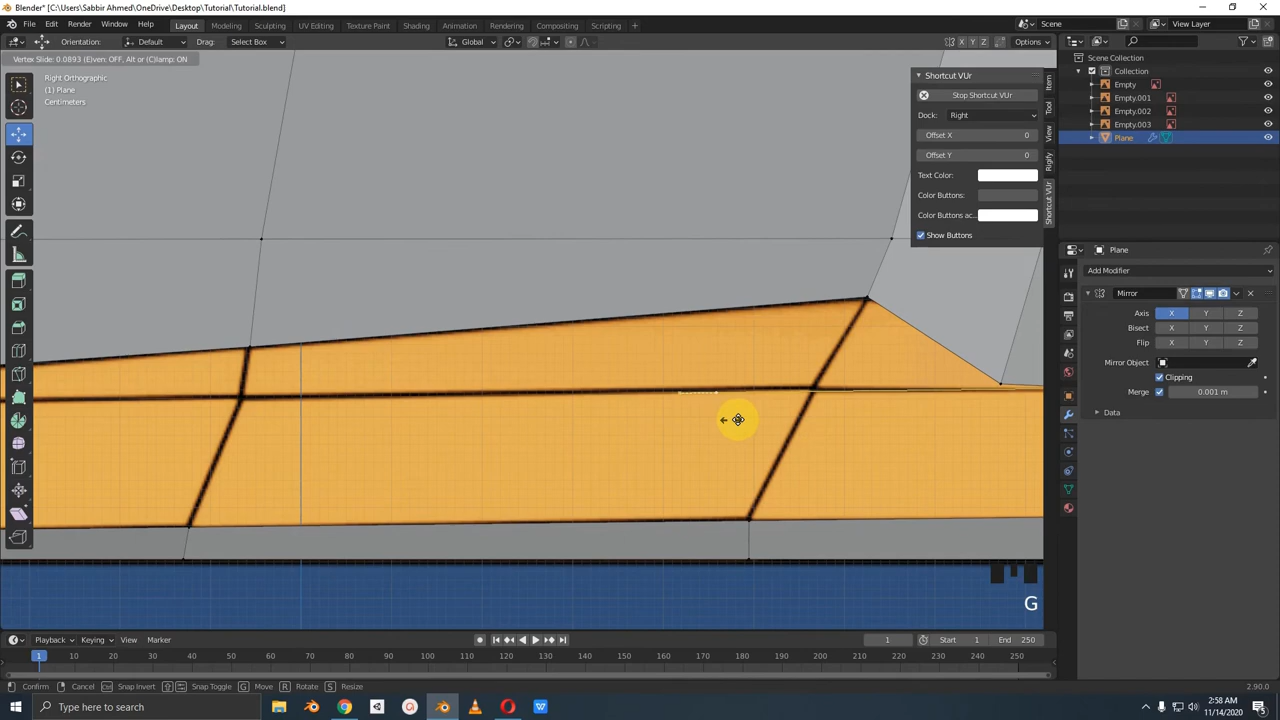 Blender* [C:\Users\Sabbir Ahmed\OneDrive\Desktop\Tutorial\Tutorial.blend]
File Edit Render Window Help Layout Modeling Sculpting UV Editing Texture Paint Shading Animation Rendering Compositing Scripting + Scene View Layer
Orientation: Default Drag: Select Box Global X Y Z Options
Vertex Slide: 0.0893 (E)ven: OFF, Alt or (C)lamp: ON
Right Orthographic
(1) Plane
Centimeters
Shortcut VUr
Stop Shortcut VUr
Dock: Right
Offset X 0
Offset Y 0
Text Color:
Color Buttons:
Color Buttons ac...
Show Buttons
Item
Tool
View
Rigify
Shortcut VUr
Scene Collection
Collection
Empty
Empty.001
Empty.002
Empty.003
Plane
Plane
Add Modifier
Mirror
Axis X Y Z
Bisect X Y Z
Flip X Y Z
Mirror Object
Clipping
Merge 0.001 m
Data
G
Playback Keying View Marker 1 Start 1 End 250
1 10 20 30 40 50 60 70 80 90 100 110 120 130 140 150 160 170 180 190 200 210 220 230 240 250
Confirm Cancel Snap Invert Snap Toggle G Move R Rotate S Resize 2.90.0
Type here to search
2:58 AM
11/14/2020